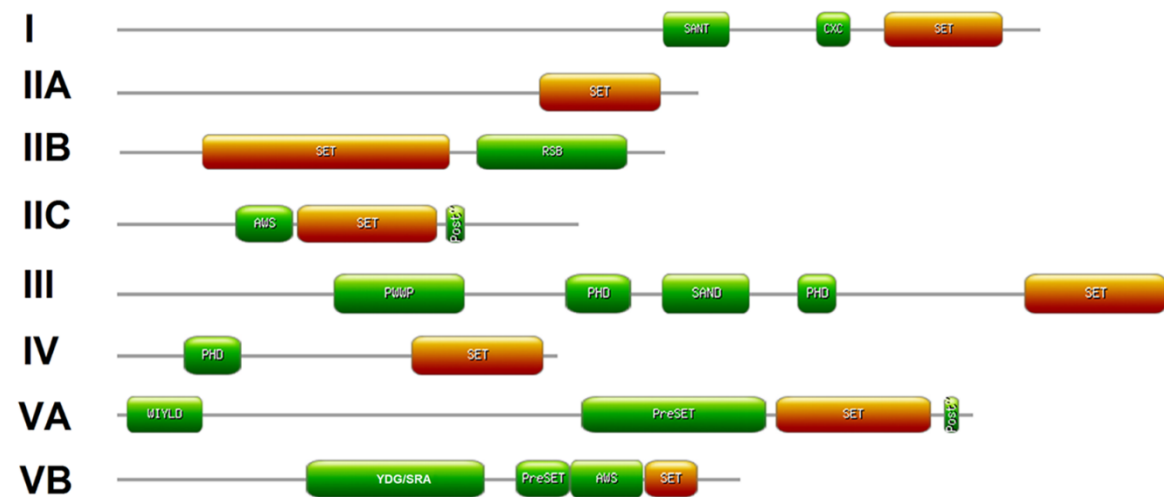 I SANT CXC SET
IIA SET
IIB SET RSB
IIC AWS SET Post
III PWWP PHD SAND PHD SET
IV PHD SET
VA WIYLD PreSET SET Post
VB YDG/SRA PreSET AWS SET